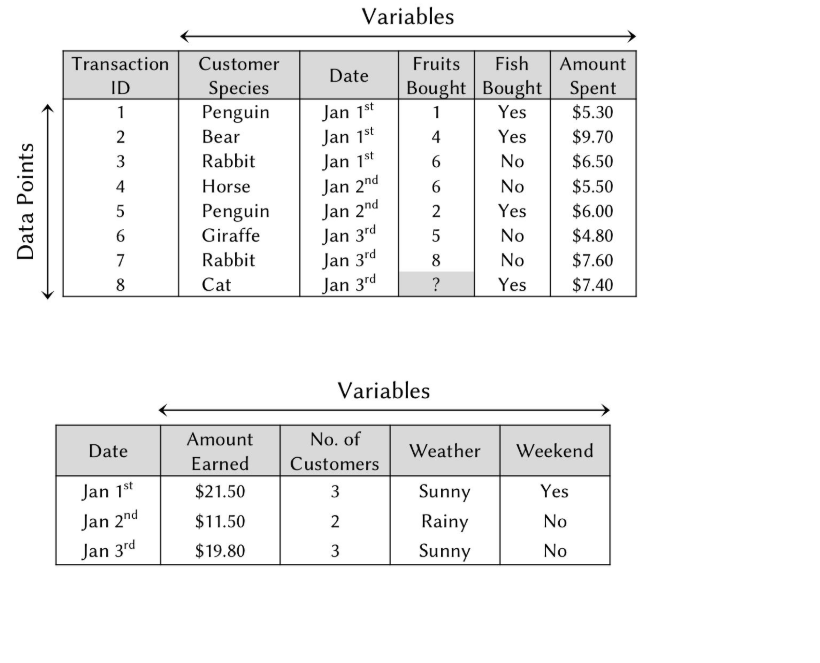 Variables
Transaction ID Customer Species Date Fruits Bought Fish Bought Amount Spent
1 Penguin Jan 1st 1 Yes $5.30
2 Bear Jan 1st 4 Yes $9.70
3 Rabbit Jan 1st 6 No $6.50
4 Horse Jan 2nd 6 No $5.50
5 Penguin Jan 2nd 2 Yes $6.00
6 Giraffe Jan 3rd 5 No $4.80
7 Rabbit Jan 3rd 8 No $7.60
8 Cat Jan 3rd ? Yes $7.40
Data Points
Variables
Date Amount Earned No. of Customers Weather Weekend
Jan 1st $21.50 3 Sunny Yes
Jan 2nd $11.50 2 Rainy No
Jan 3rd $19.80 3 Sunny No